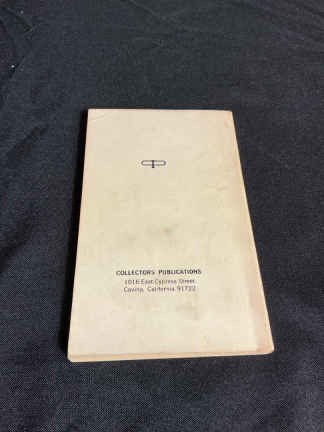 COLLECTORS PUBLICATIONS
1016 East Cypress Street
Covina, California 91722